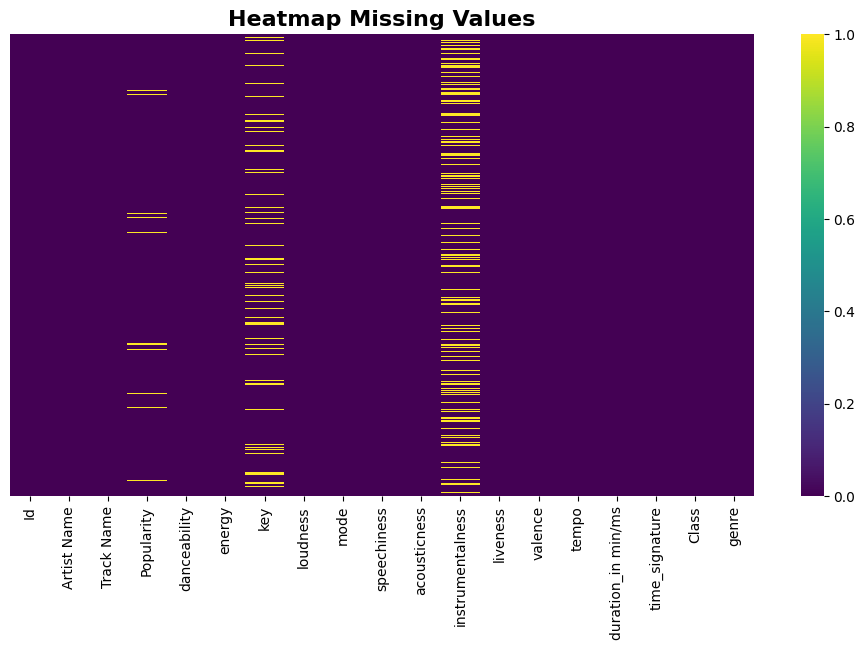 Heatmap Missing Values
1.0
0.8
0.6
0.4
0.2
0.0
Id
Artist Name
Track Name
Popularity
danceability
energy
key
loudness
mode
speechiness
acousticness
instrumentalness
liveness
valence
tempo
duration_in min/ms
time_signature
Class
genre